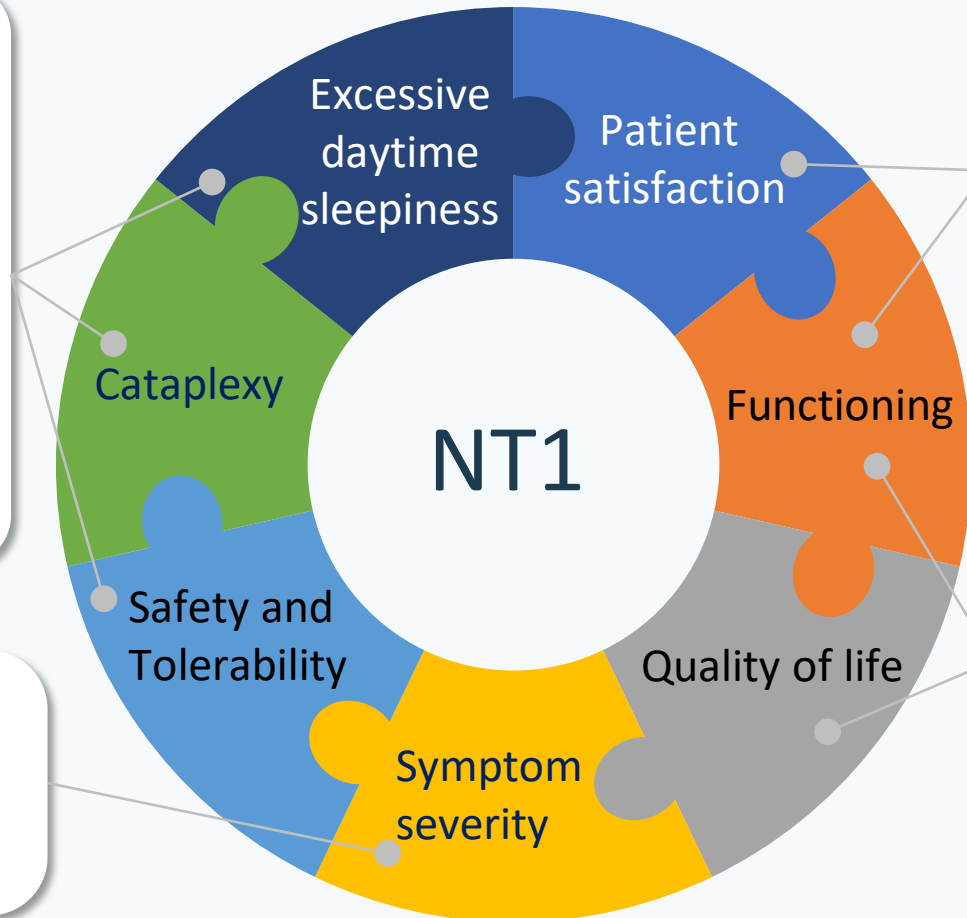 Excessive
daytime
sleepiness
Patient
satisfaction
Cataplexy
Functioning
NT1
Safety and
Tolerability
Quality of life
Symptom
severity